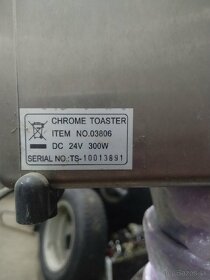 CHROME TOASTER
ITEM NO.03806
DC 24V 300W
SERIAL NO.:TS-10013891